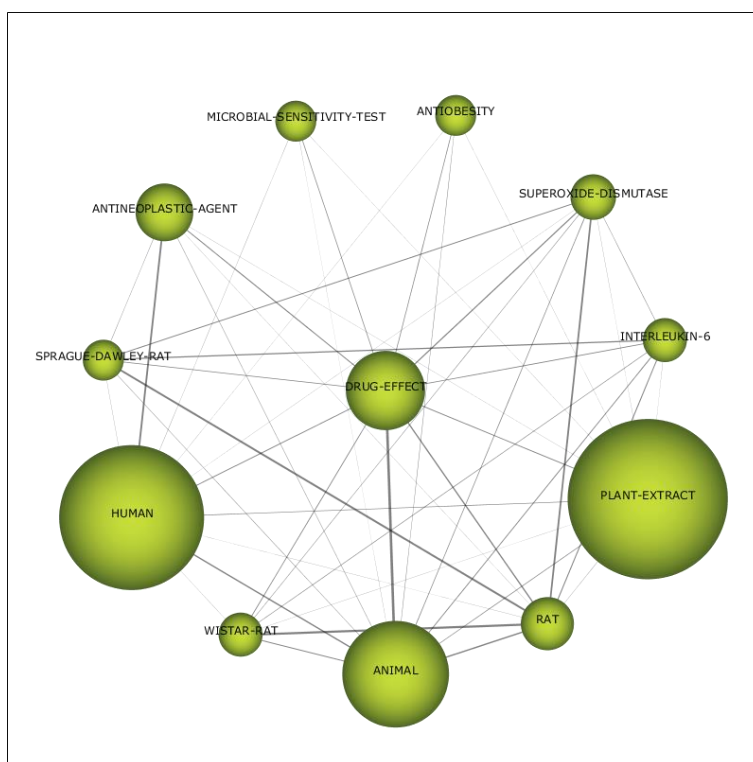 MICROBIAL-SENSITIVITY-TEST
ANTIOBESITY
SUPEROXIDE-DISMUTASE
ANTINEOPLASTIC-AGENT
INTERLEUKIN-6
SPRAGUE-DAWLEY-RAT
DRUG-EFFECT
PLANT-EXTRACT
HUMAN
RAT
WISTAR-RAT
ANIMAL